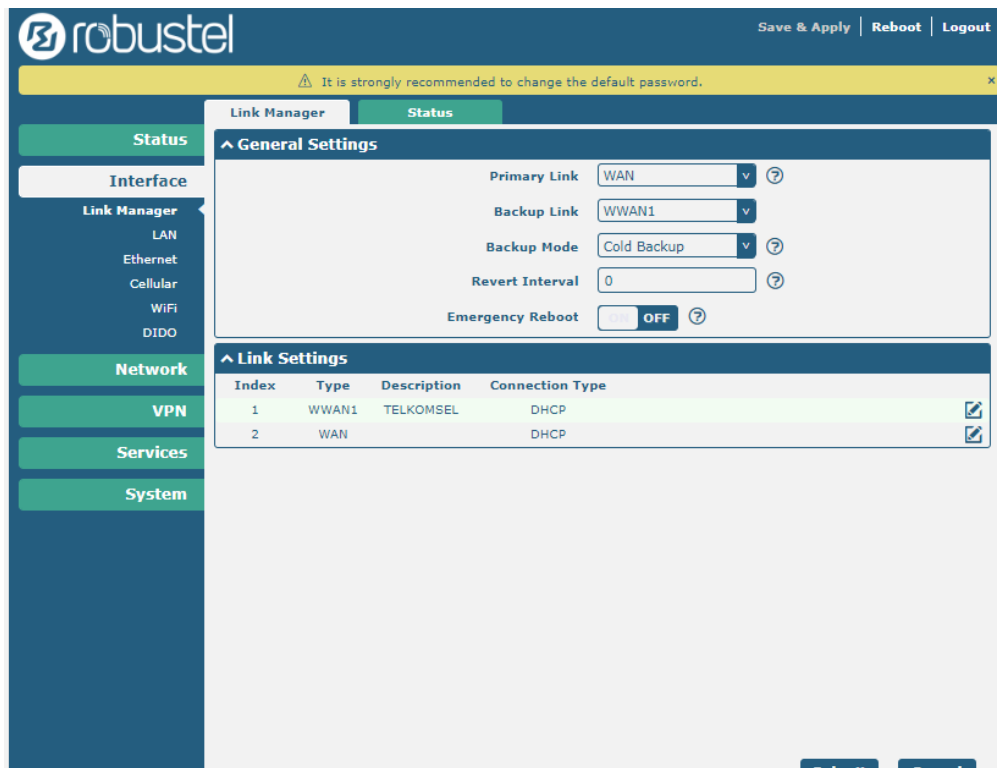 robustel
Save & Apply | Reboot | Logout
⚠ It is strongly recommended to change the default password. ×
Link Manager Status
Status
Interface
Link Manager
LAN
Ethernet
Cellular
WiFi
DIDO
Network
VPN
Services
System
^ General Settings
Primary Link WAN v ?
Backup Link WWAN1 v
Backup Mode Cold Backup v ?
Revert Interval 0 ?
Emergency Reboot ON OFF ?
^ Link Settings
Index Type Description Connection Type
1 WWAN1 TELKOMSEL DHCP
2 WAN DHCP